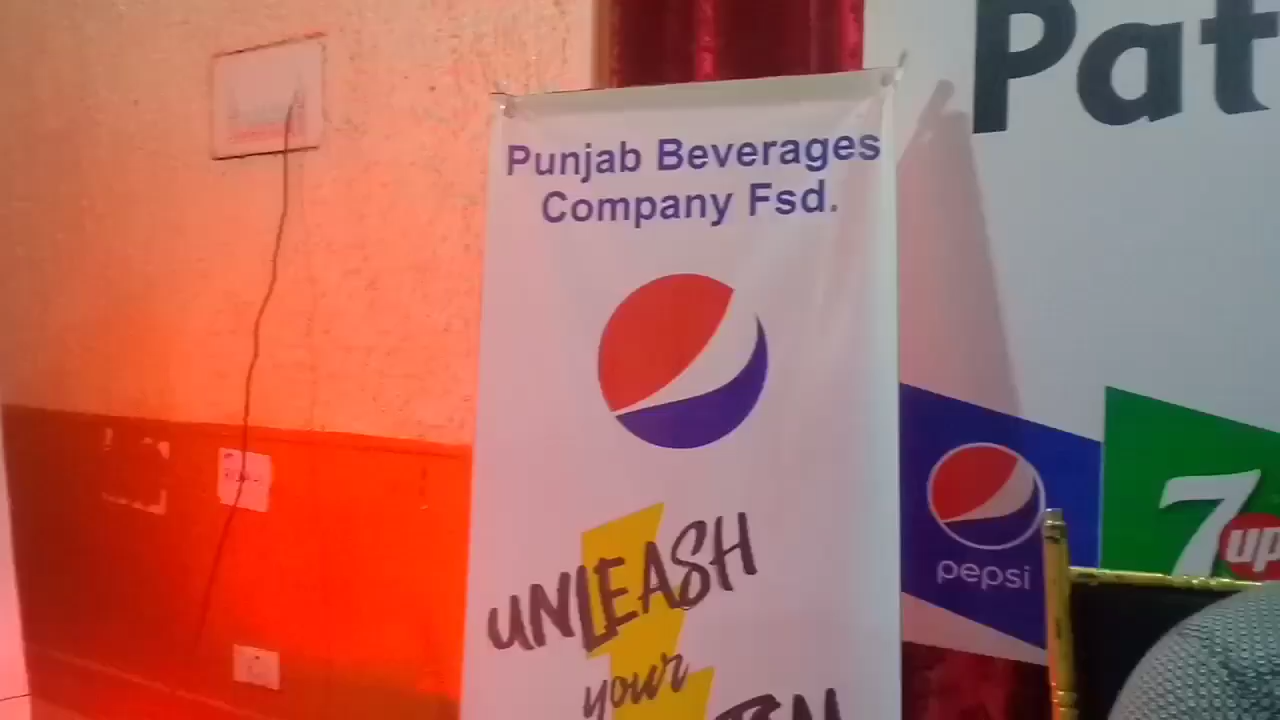 Punjab Beverages
Company Fsd.
UNLEASH
your
Pat
pepsi
7up